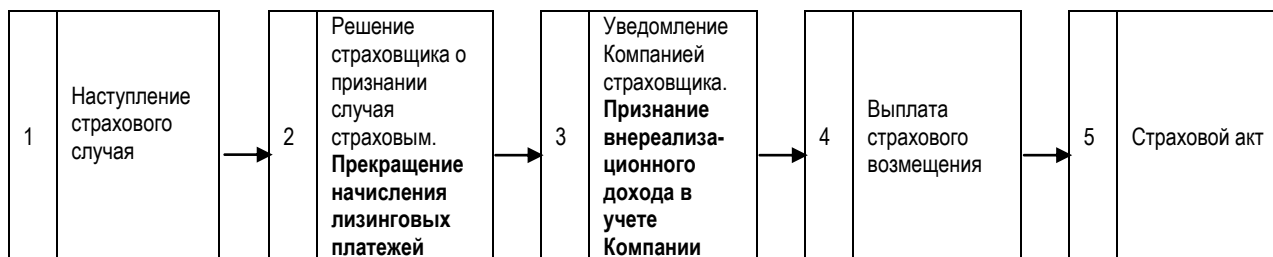 1
Наступление
страхового
случая
2
Решение
страховщика о
признании
случая
страховым.
Прекращение
начисления
лизинговых
платежей
3
Уведомление
Компанией
страховщика.
Признание
внереализа-
ционного
дохода в
учете
Компании
4
Выплата
страхового
возмещения
5
Страховой акт